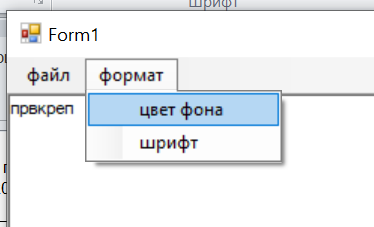 Шрифт
Form1
файл формат
првкреп
цвет фона
шрифт